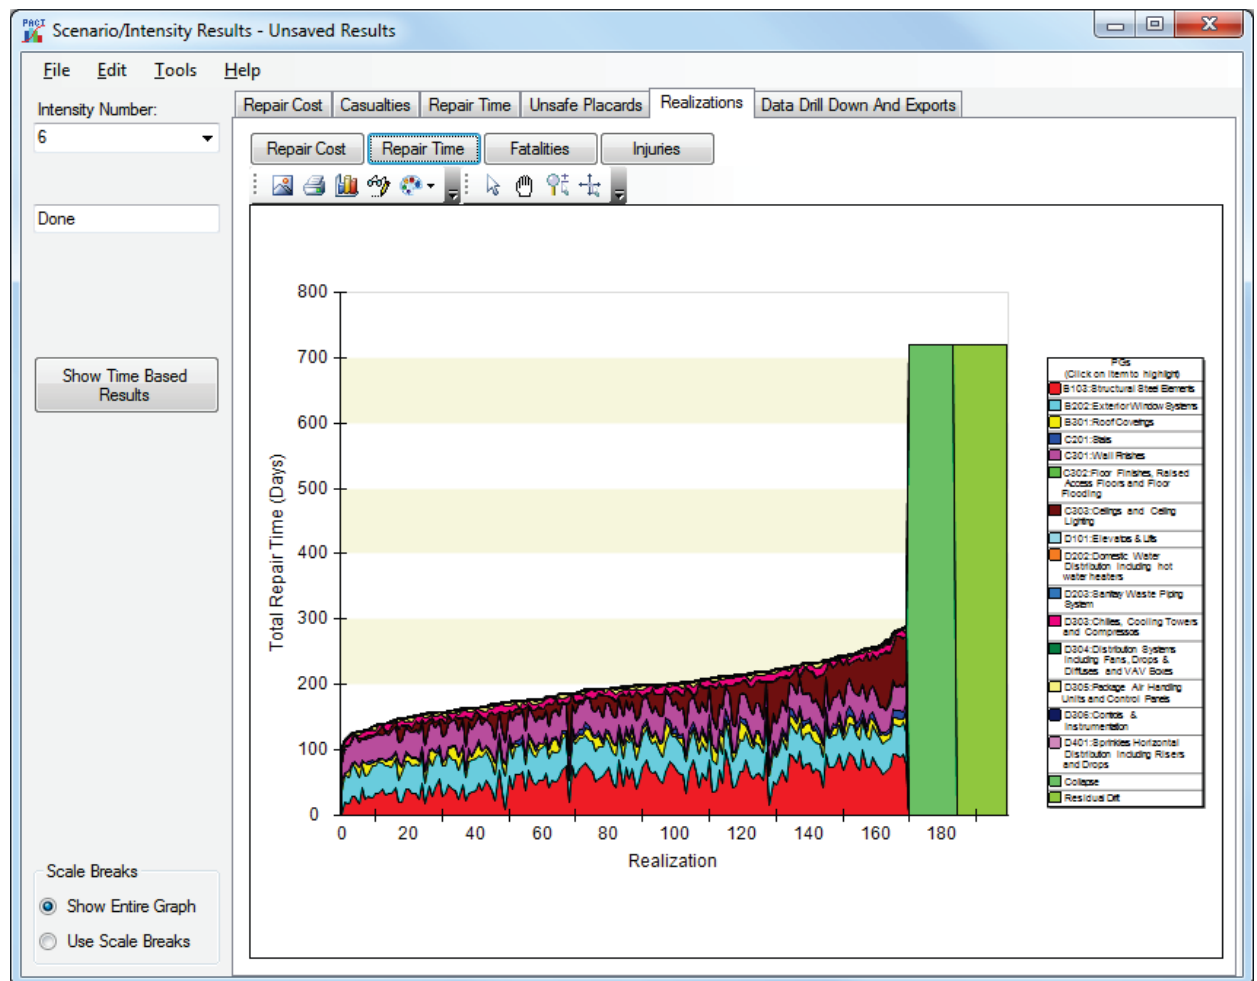 PACT
Scenario/Intensity Results - Unsaved Results
File Edit Tools Help
Intensity Number:
6
Done
Show Time Based
Results
Scale Breaks
Show Entire Graph
Use Scale Breaks
Repair Cost Casualties Repair Time Unsafe Placards Realizations Data Drill Down And Exports
Repair Cost Repair Time Fatalities Injuries
800
700
600
500
400
300
200
100
0
Total Repair Time (Days)
0 20 40 60 80 100 120 140 160 180
Realization
PGs
(Click on item to highlight)
B103:Structural Steel Elements
B202:Exterior Window Systems
B301:Roof Coverings
C201:Stairs
C301:Wall Finishes
C302:Floor Finishes, Raised
Access Floors and Floor
Flooding
C303:Ceilings and Ceiling
Lighting
D101:Elevators & Lifts
D202:Domestic Water
Distribution Including hot
water heaters
D203:Sanitary Waste Piping
System
D303:Chillers, Cooling Towers
and Compressors
D304:Distribution Systems
Including Fans, Drops &
Diffusers and VAV Boxes
D305:Package Air Handling
Units and Control Panels
D306:Controls &
Instrumentation
D401:Sprinkles Horizontal
Distribution Including Risers
and Drops
Collapse
Residual Drift